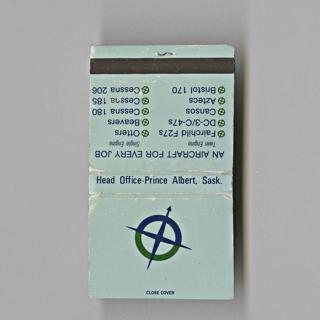 AN AIRCRAFT FOR EVERY JOB
Twin Engine
Fairchild F27s
DC-3/C-47s
Cansos
Aztecs
Bristol 170
Single Engine
Otters
Beavers
Cessna 180
Cessna 185
Cessna 206
Head Office-Prince Albert, Sask.
CLOSE COVER